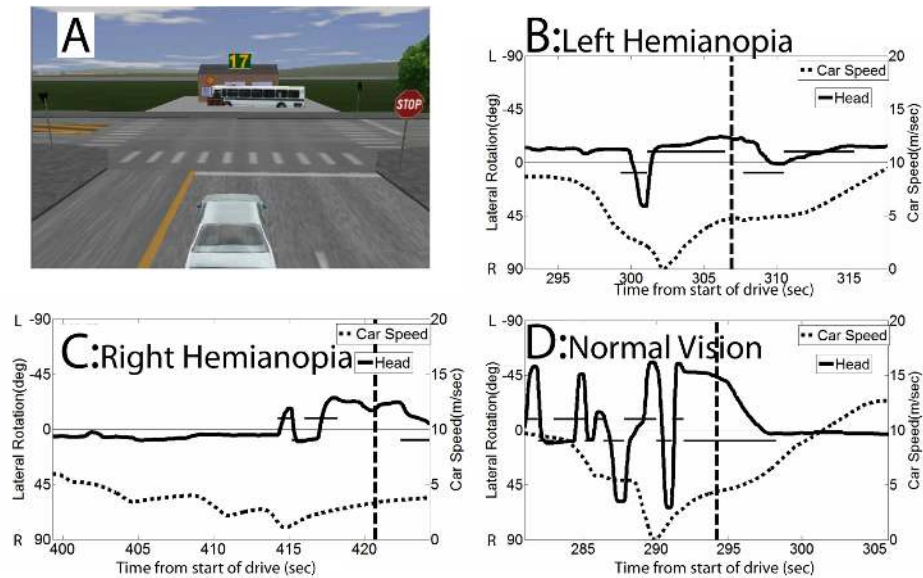 A
17
STOP
B:Left Hemianopia
L -90
-45
0
45
R 90
Lateral Rotation(deg)
295 300 305 310 315
Time from start of drive (sec)
20
15
10
5
0
Car Speed(m/sec)
Car Speed
Head
C:Right Hemianopia
L -90
-45
0
45
R 90
Lateral Rotation(deg)
400 405 410 415 420
Time from start of drive (sec)
20
15
10
5
0
Car Speed(m/sec)
Car Speed
Head
D:Normal Vision
L -90
-45
0
45
R 90
Lateral Rotation(deg)
285 290 295 300 305
Time from start of drive (sec)
20
15
10
5
0
Car Speed(m/sec)
Car Speed
Head